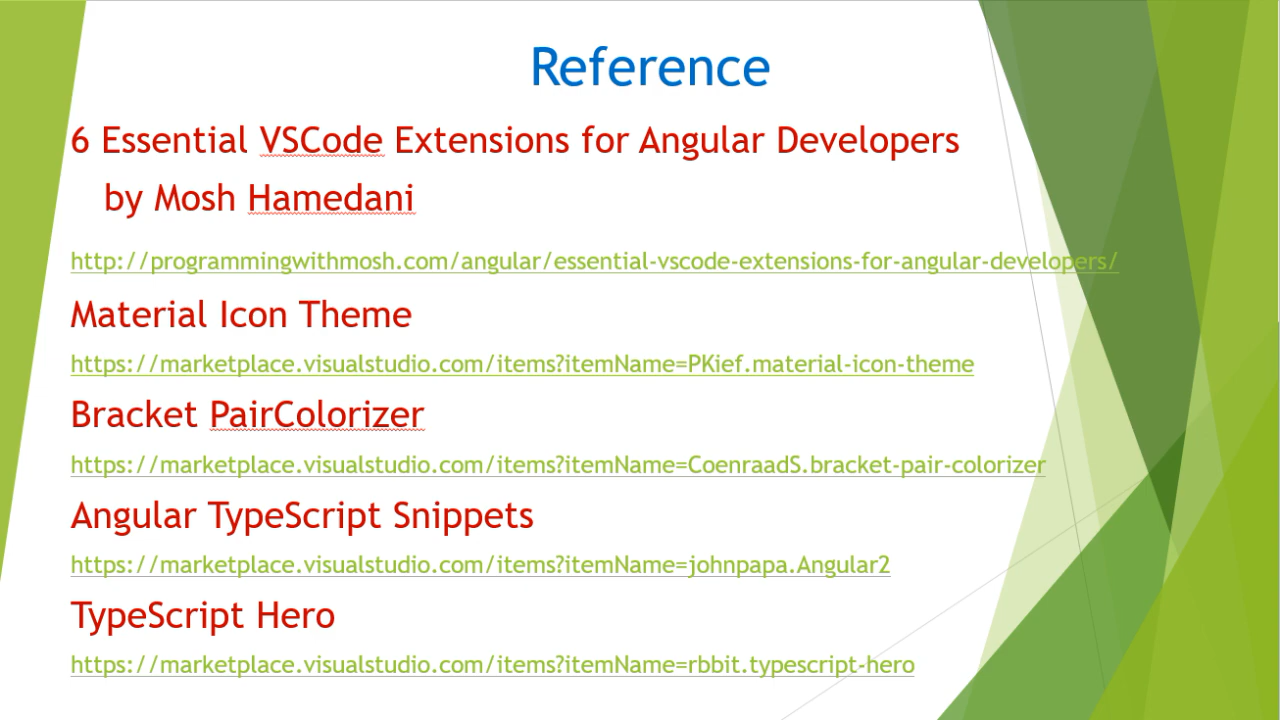 Reference
6 Essential VSCode Extensions for Angular Developers
by Mosh Hamedani
http://programmingwithmosh.com/angular/essential-vscode-extensions-for-angular-developers/
Material Icon Theme
https://marketplace.visualstudio.com/items?itemName=PKief.material-icon-theme
Bracket PairColorizer
https://marketplace.visualstudio.com/items?itemName=CoenraadS.bracket-pair-colorizer
Angular TypeScript Snippets
https://marketplace.visualstudio.com/items?itemName=johnpapa.Angular2
TypeScript Hero
https://marketplace.visualstudio.com/items?itemName=rbbit.typescript-hero